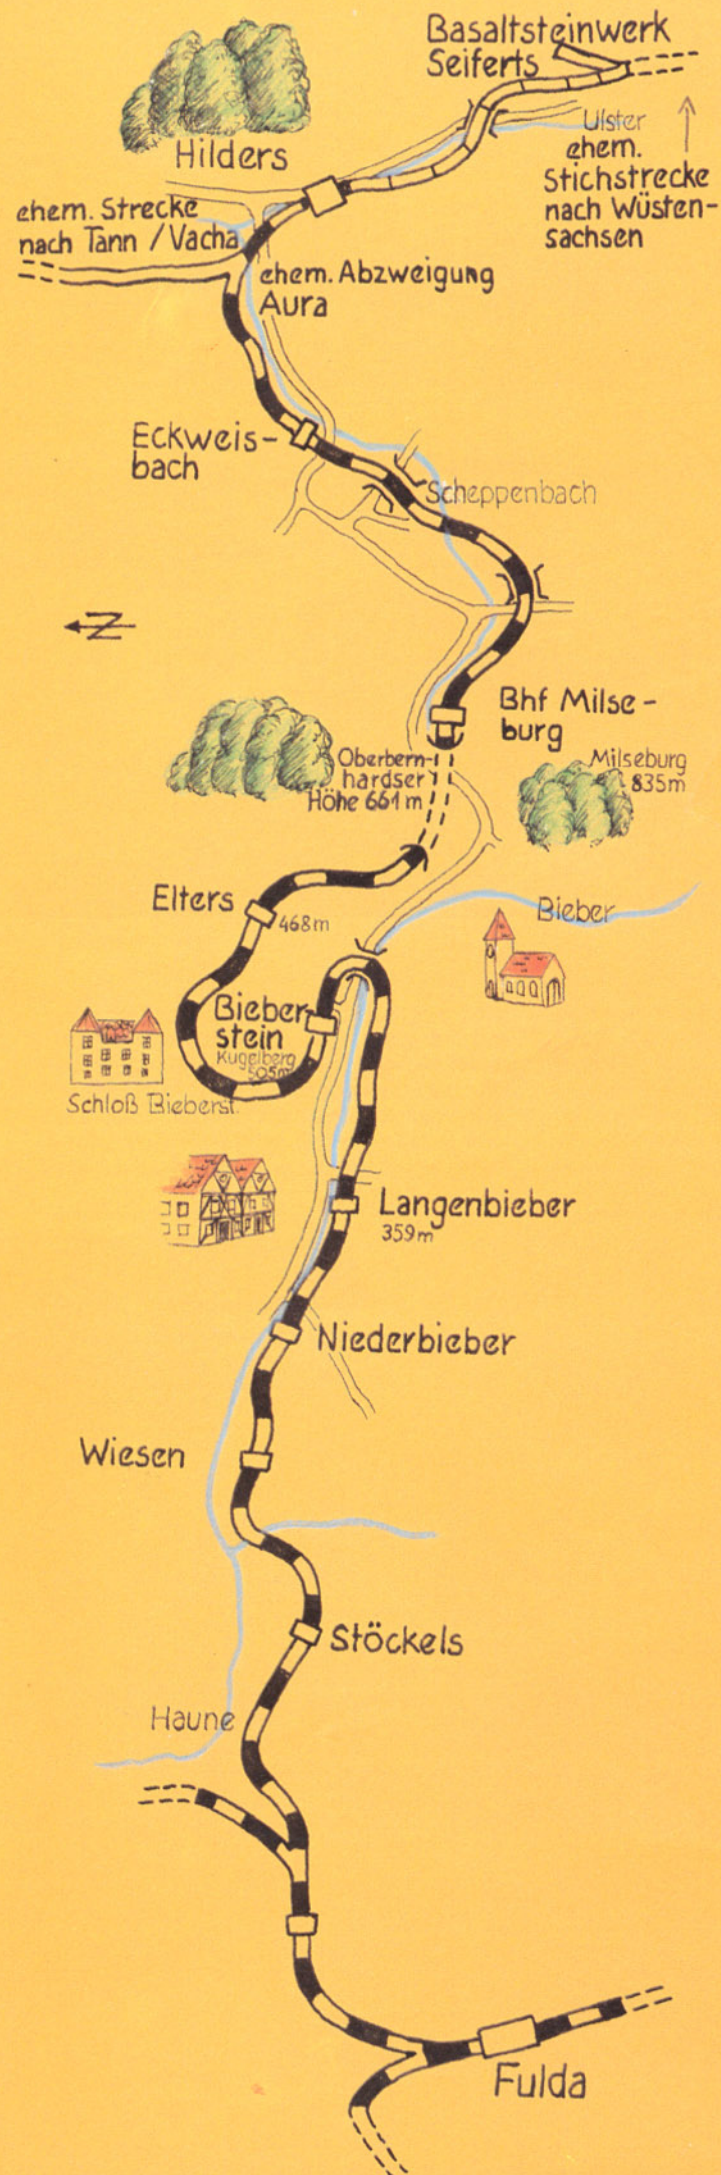 Basaltsteinwerk
Seiferts
Hilders
Ulster
ehem.
Stichstrecke
nach Wüsten-
sachsen
ehem. Strecke
nach Tann / Vacha
ehem. Abzweigung
Aura
Eckweis-
bach
Scheppenbach
N
Bhf Milse-
burg
Oberbern-
hardser
Höhe 661 m
Milseburg
835m
Elters
468m
Bieber
Bieber-
stein
Kugelberg
505m
Schloß Bieberst.
Langenbieber
359m
Niederbieber
Wiesen
Stöckels
Haune
Fulda